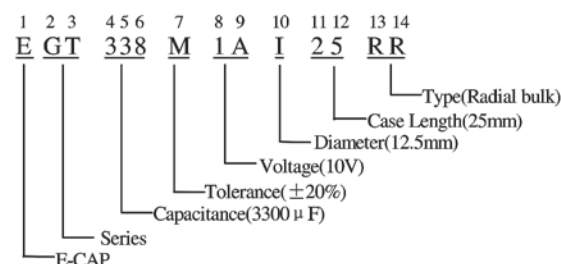 1 2 3 4 5 6 7 8 9 10 11 12 13 14
E GT 338 M 1A I 25 RR
Type(Radial bulk)
Case Length(25mm)
Diameter(12.5mm)
Voltage(10V)
Tolerance(±20%)
Capacitance(3300 μ F)
Series
E-CAP